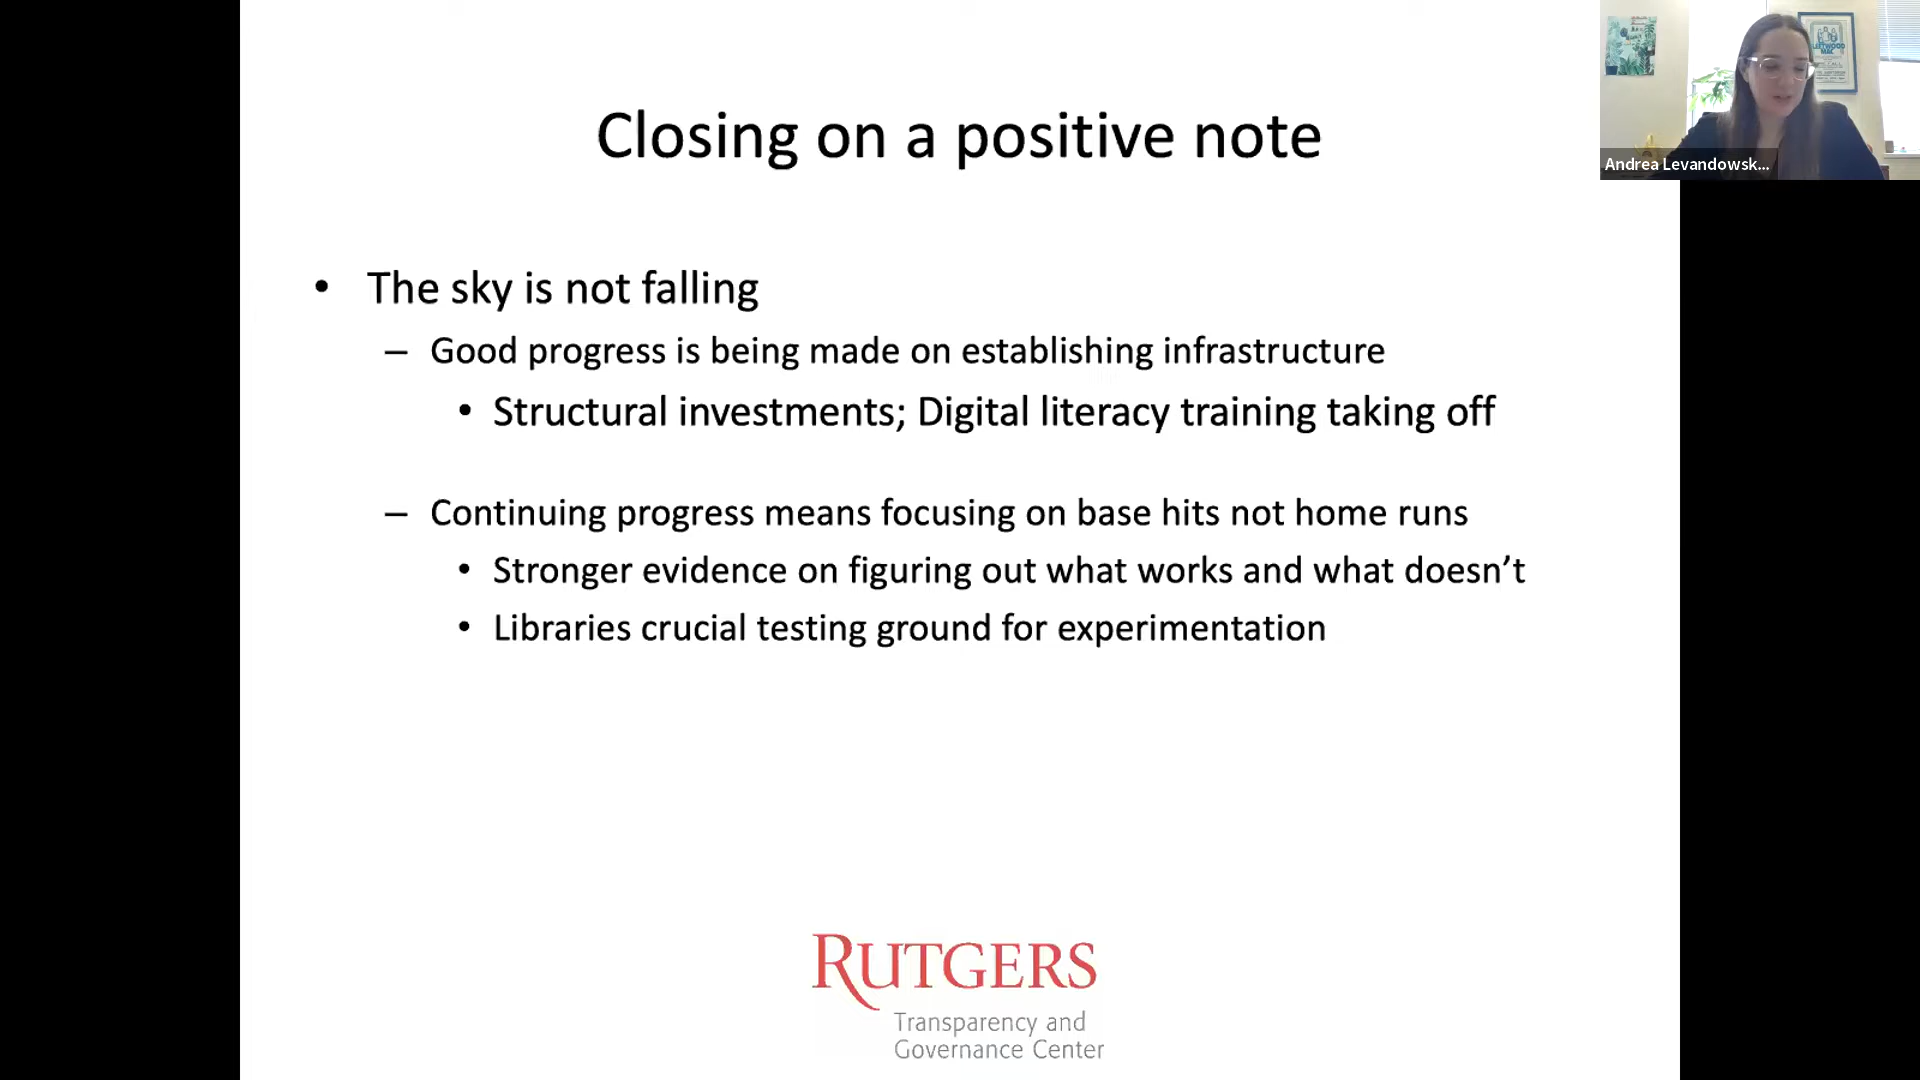 Closing on a positive note
• The sky is not falling
– Good progress is being made on establishing infrastructure
• Structural investments; Digital literacy training taking off
– Continuing progress means focusing on base hits not home runs
• Stronger evidence on figuring out what works and what doesn’t
• Libraries crucial testing ground for experimentation
RUTGERS
Transparency and
Governance Center
FLEETWOOD
MAC
Andrea Levandowsk...